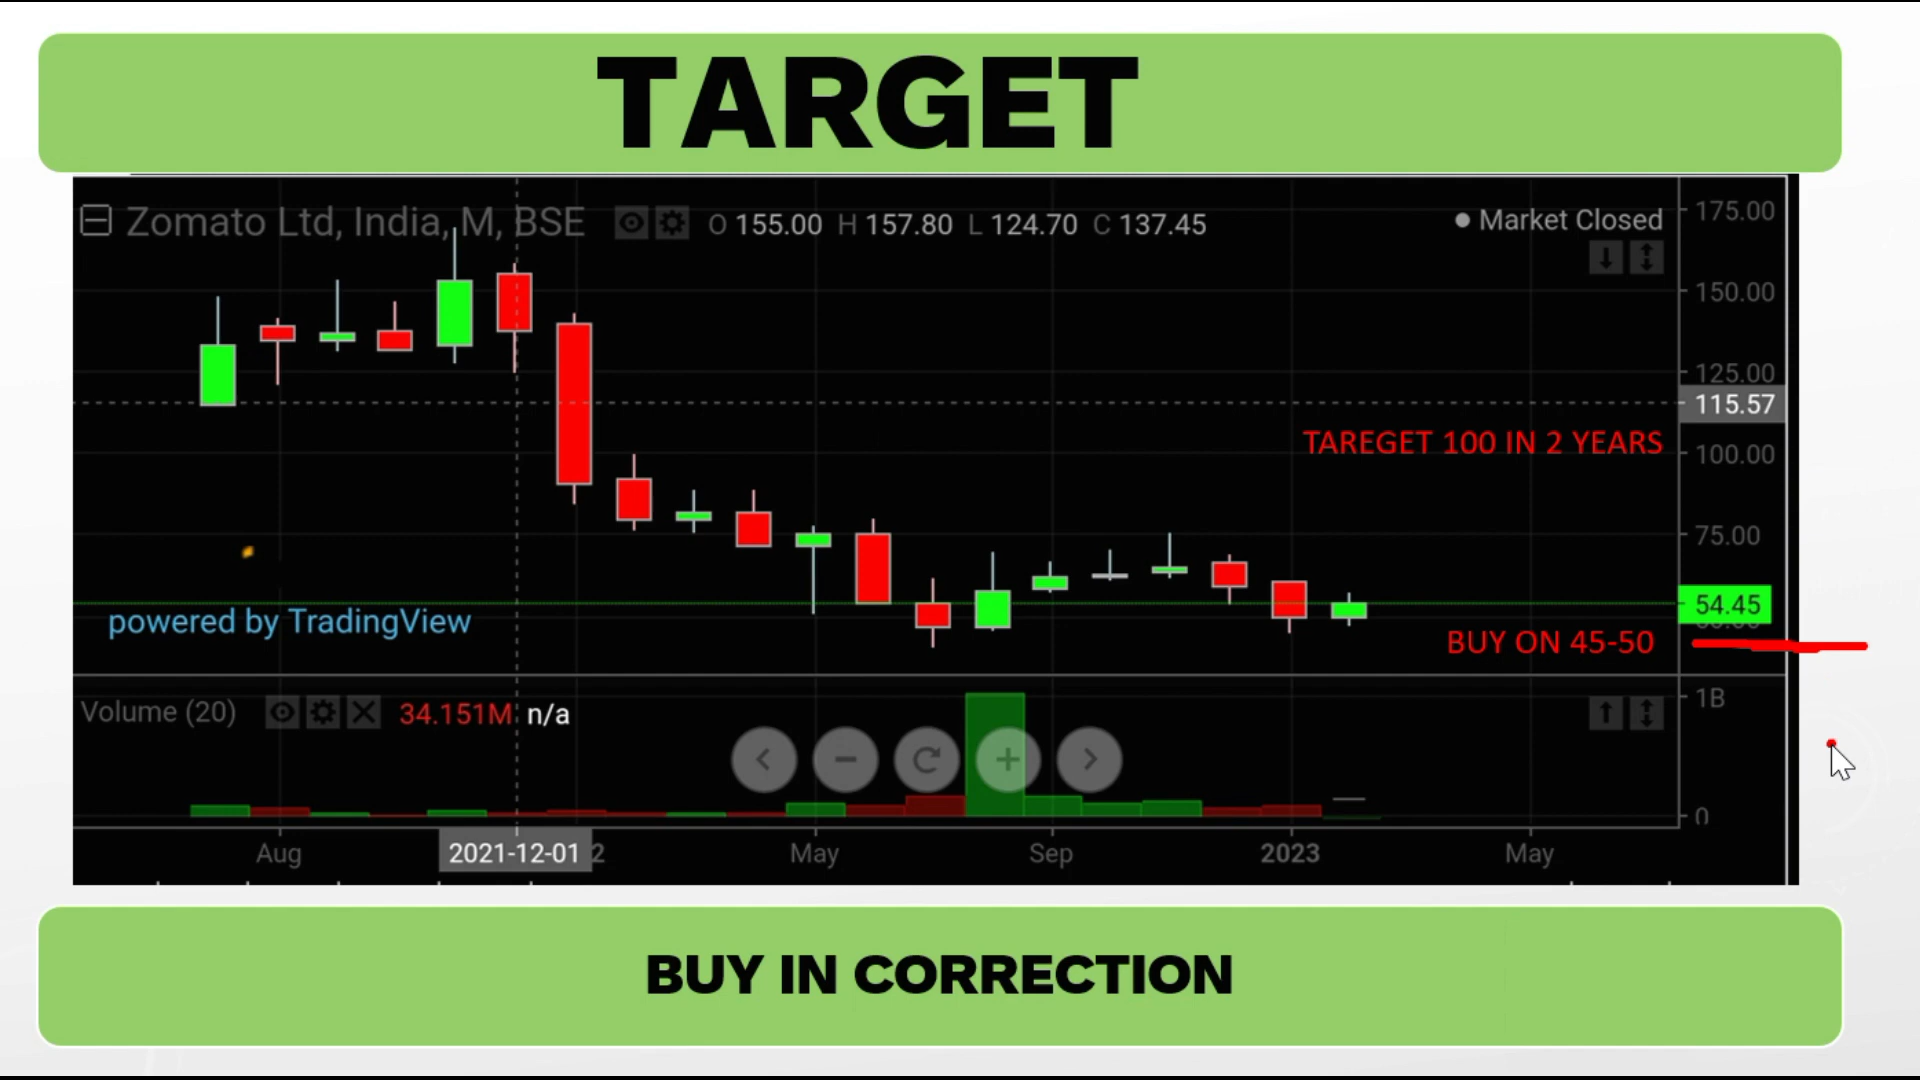 TARGET
Zomato Ltd, India, M, BSE O 155.00 H 157.80 L 124.70 C 137.45
Market Closed
175.00
150.00
125.00
115.57
TAREGET 100 IN 2 YEARS
100.00
75.00
54.45
powered by TradingView
BUY ON 45-50
Volume (20) 34.151M n/a
1B
0
Aug 2021-12-01 2 May Sep 2023 May
BUY IN CORRECTION